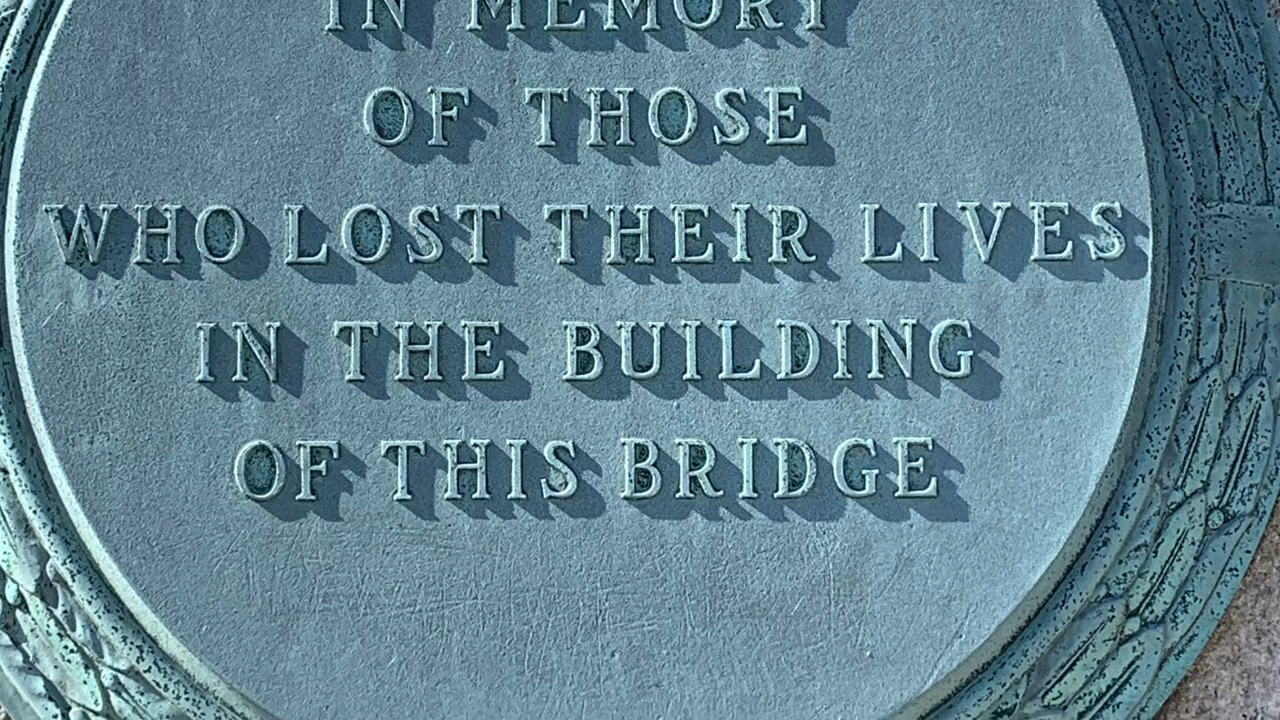 IN MEMORY
OF THOSE
WHO LOST THEIR LIVES
IN THE BUILDING
OF THIS BRIDGE